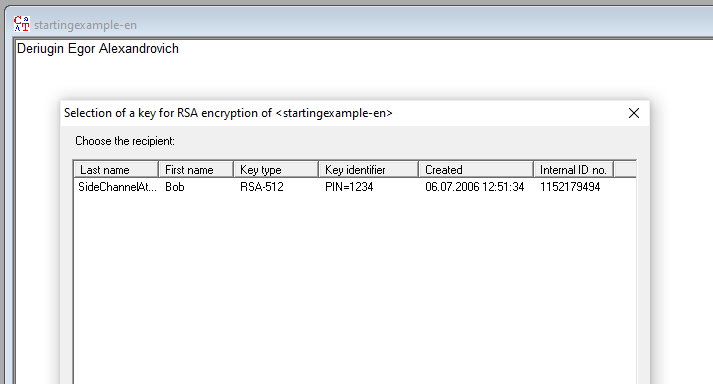 startingexample-en
Deriugin Egor Alexandrovich
Selection of a key for RSA encryption of <startingexample-en>
Choose the recipient:
Last name First name Key type Key identifier Created Internal ID no.
SideChannelAt... Bob RSA-512 PIN=1234 06.07.2006 12:51:34 1152179494